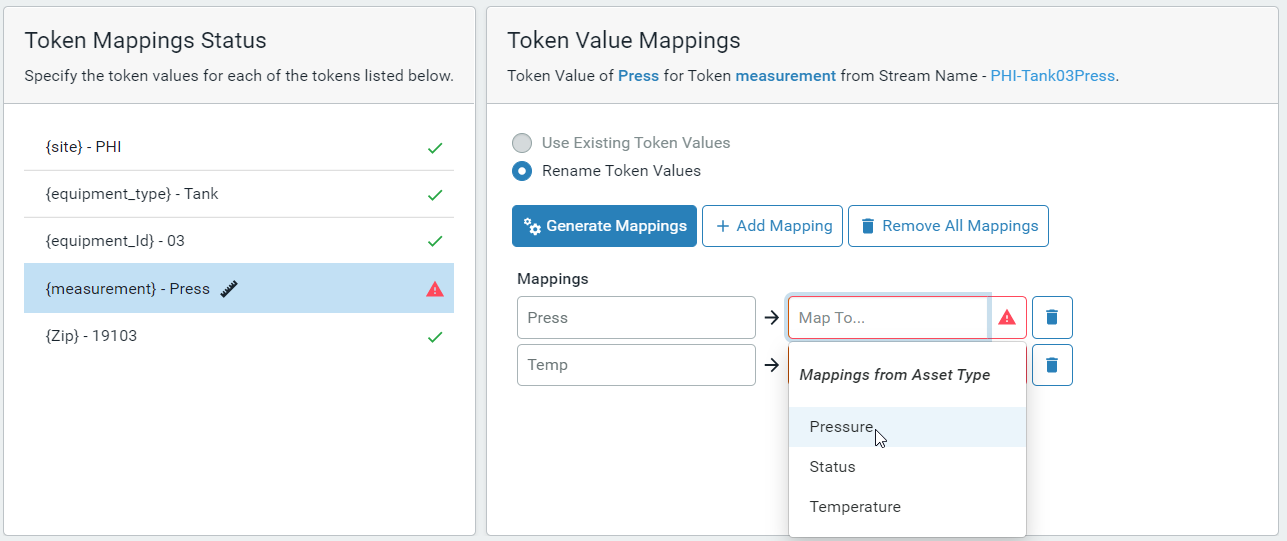 Token Mappings Status
Specify the token values for each of the tokens listed below.
{site} - PHI
{equipment_type} - Tank
{equipment_Id} - 03
{measurement} - Press
{Zip} - 19103
Token Value Mappings
Token Value of Press for Token measurement from Stream Name - PHI-Tank03Press.
Use Existing Token Values
Rename Token Values
Generate Mappings
+ Add Mapping
Remove All Mappings
Mappings
Press → Map To...
Temp →
Mappings from Asset Type
Pressure
Status
Temperature